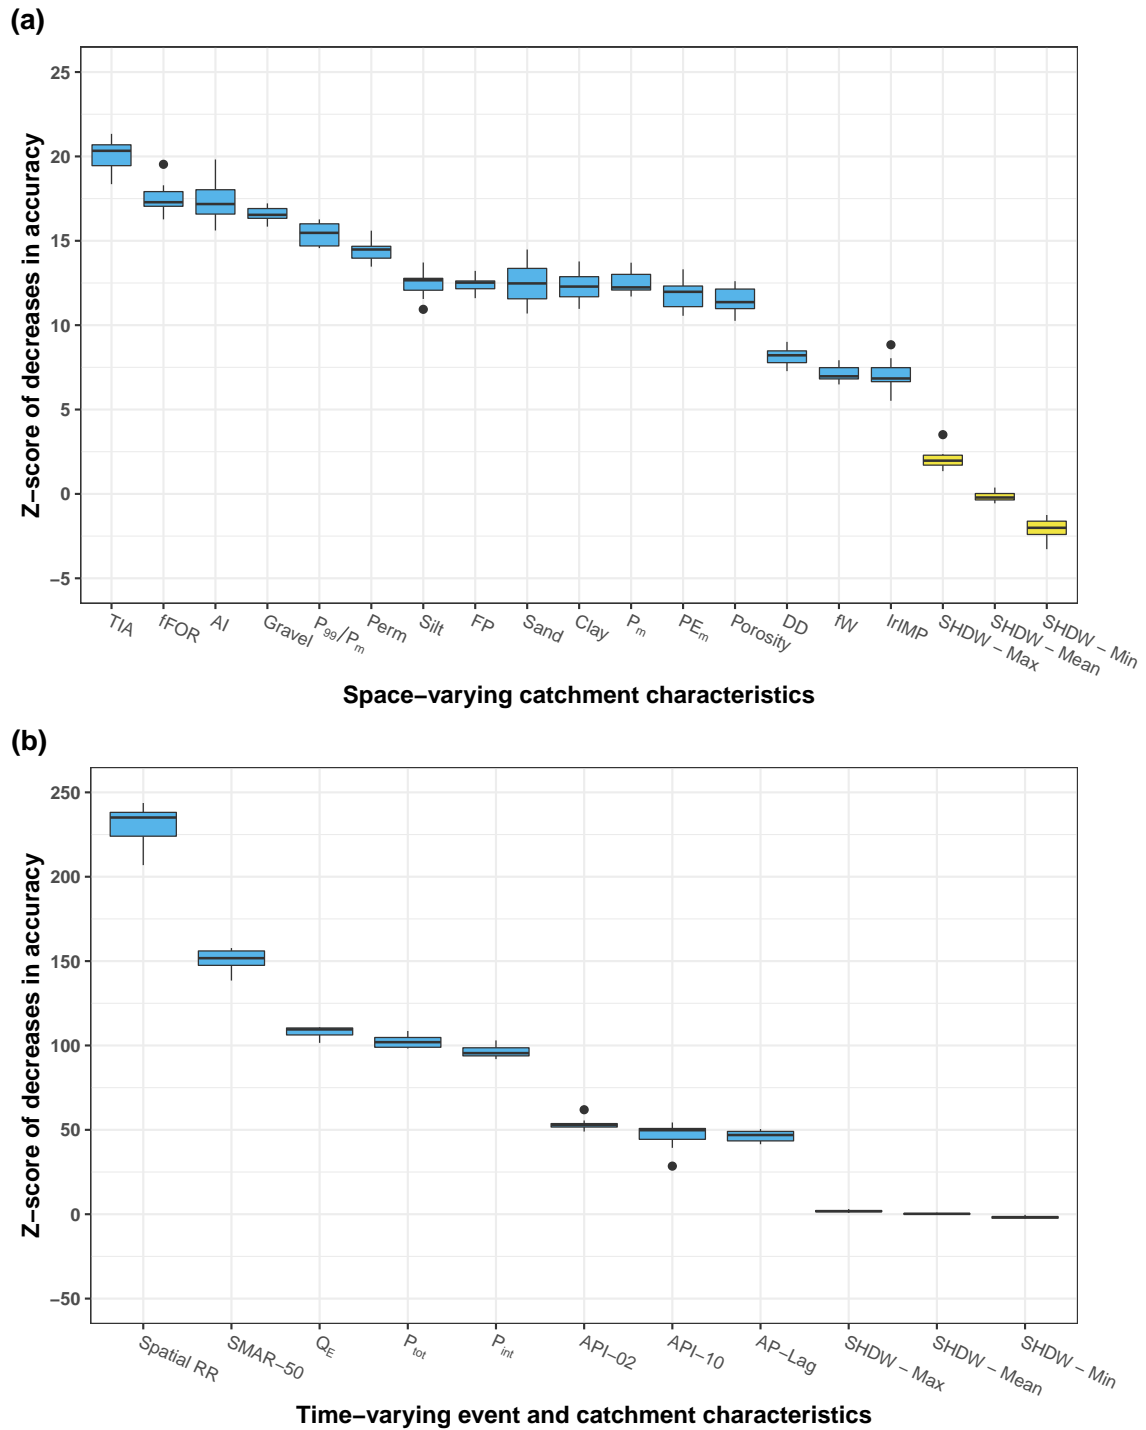 (a)
Z−score of decreases in accuracy
25
20
15
10
5
0
−5
TIA
fFOR
AI
Gravel
P99/Pm
Perm
Silt
FP
Sand
Clay
Pm
PEm
Porosity
DD
fW
IrIMP
SHDW − Max
SHDW − Mean
SHDW − Min
Space−varying catchment characteristics
(b)
Z−score of decreases in accuracy
250
200
150
100
50
0
−50
Spatial RR
SMAR−50
QE
Ptot
Pint
API−02
API−10
AP−Lag
SHDW − Max
SHDW − Mean
SHDW − Min
Time−varying event and catchment characteristics